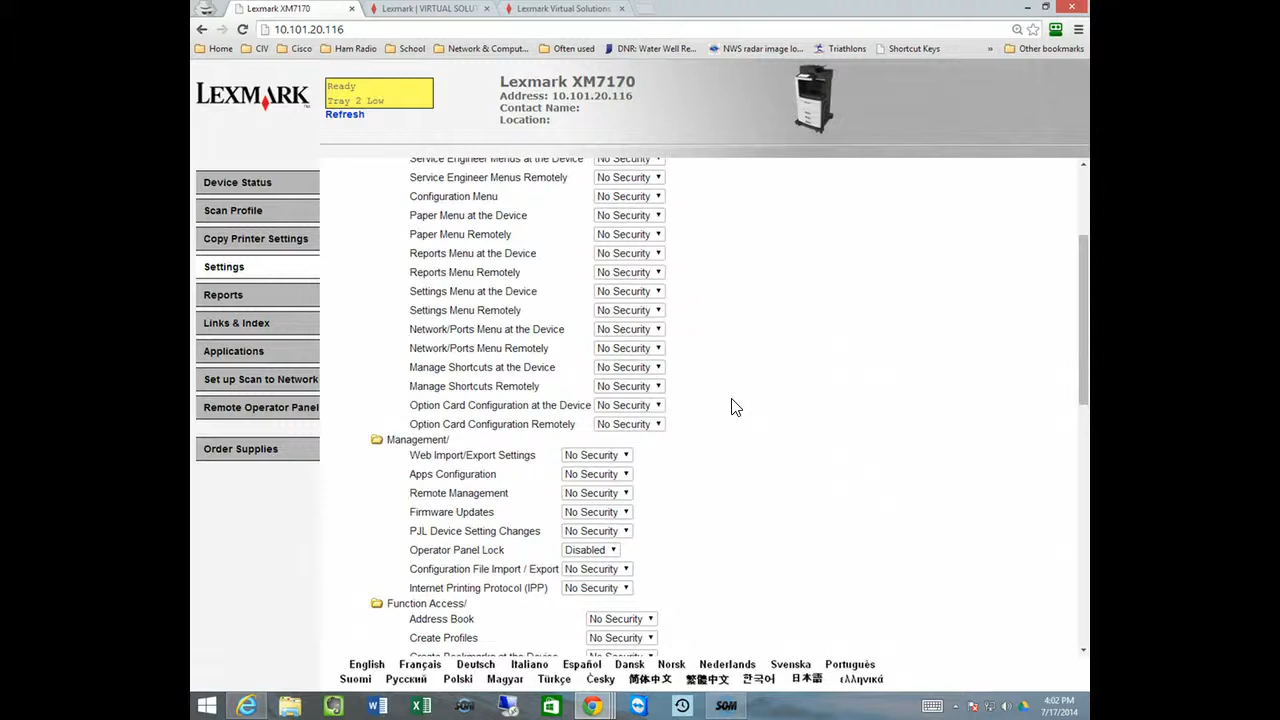 Lexmark XM7170
Lexmark | VIRTUAL SOLU
Lexmark Virtual Solutions
10.101.20.116
Home
CIV
Cisco
Ham Radio
School
Network & Comput...
Often used
DNR: Water Well Re...
NWS radar image lo...
Triathlons
Shortcut Keys
»
Other bookmarks
LEXMARK
Ready
Tray 2 Low
Refresh
Lexmark XM7170
Address: 10.101.20.116
Contact Name:
Location:
Device Status
Scan Profile
Copy Printer Settings
Settings
Reports
Links & Index
Applications
Set up Scan to Network
Remote Operator Panel
Order Supplies
Service Engineer Menus at the Device No Security
Service Engineer Menus Remotely No Security
Configuration Menu No Security
Paper Menu at the Device No Security
Paper Menu Remotely No Security
Reports Menu at the Device No Security
Reports Menu Remotely No Security
Settings Menu at the Device No Security
Settings Menu Remotely No Security
Network/Ports Menu at the Device No Security
Network/Ports Menu Remotely No Security
Manage Shortcuts at the Device No Security
Manage Shortcuts Remotely No Security
Option Card Configuration at the Device No Security
Option Card Configuration Remotely No Security
Management/
Web Import/Export Settings No Security
Apps Configuration No Security
Remote Management No Security
Firmware Updates No Security
PJL Device Setting Changes No Security
Operator Panel Lock Disabled
Configuration File Import / Export No Security
Internet Printing Protocol (IPP) No Security
Function Access/
Address Book No Security
Create Profiles No Security
Create Bookmarks at the Device No Security
English Français Deutsch Italiano Español Dansk Norsk Nederlands Svenska Português
Suomi Русский Polski Magyar Türkçe Česky 简体中文 繁體中文 한국어 日本語 ελληνικά
SOM
SOM
4:02 PM
7/17/2014